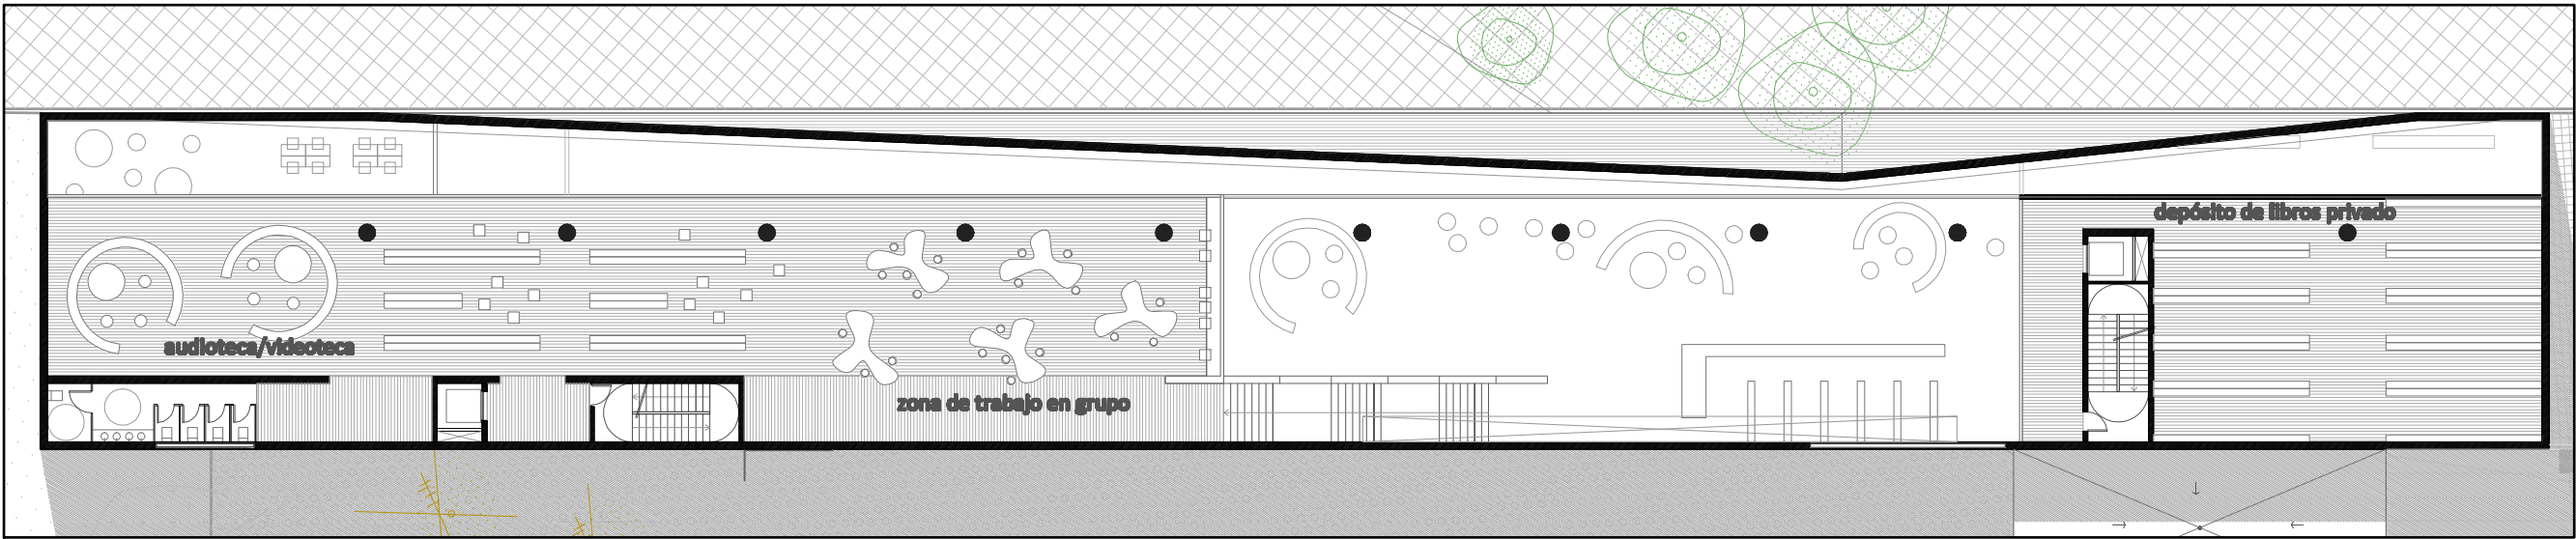 depósito de libros privado
audioteca/videoteca
zona de trabajo en grupo